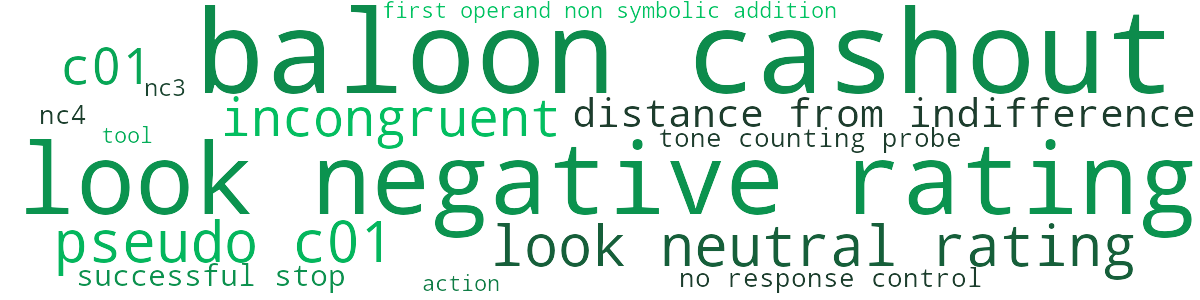 first operand non symbolic addition
baloon cashout
c01
nc3
incongruent
distance from indifference
nc4
tool
tone counting probe
look negative rating
pseudo c01
look neutral rating
successful stop
action
no response control